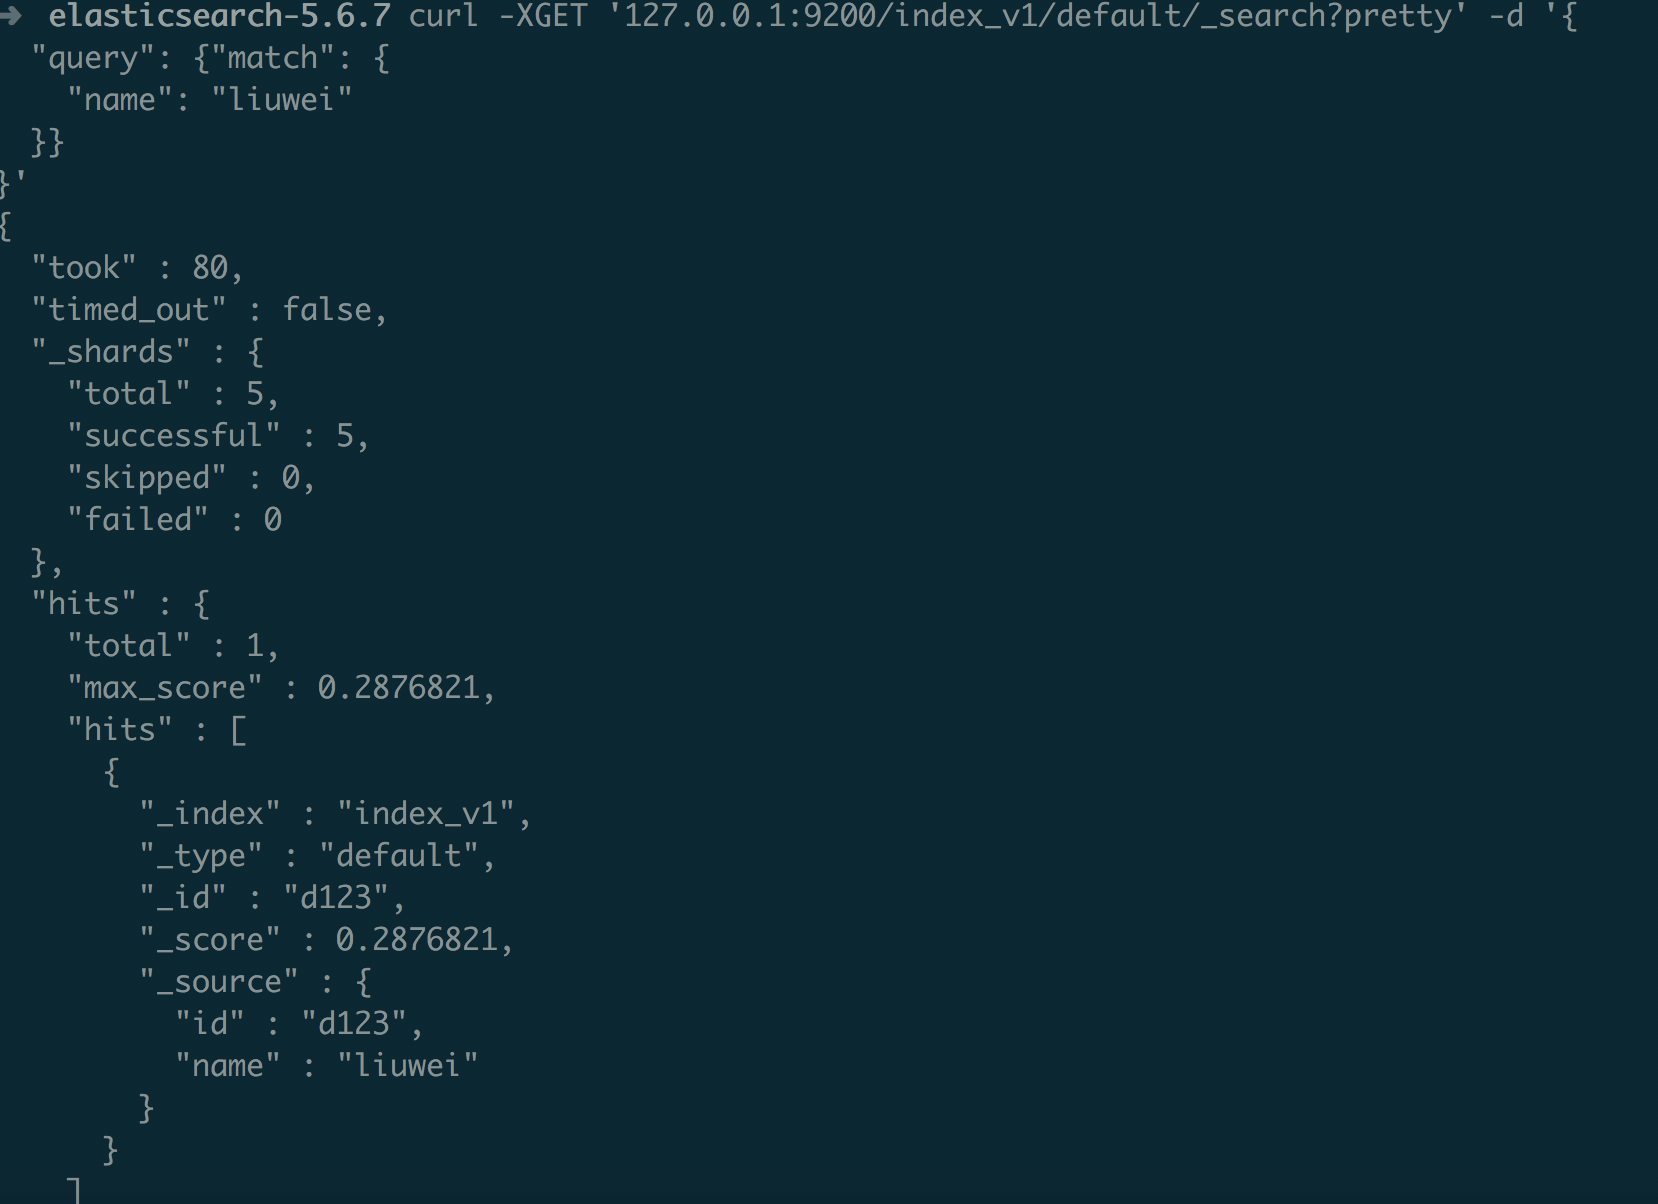 ➜  elasticsearch-5.6.7 curl -XGET '127.0.0.1:9200/index_v1/default/_search?pretty' -d '{
  "query": {"match": {
    "name": "liuwei"
  }}
}'
{
  "took" : 80,
  "timed_out" : false,
  "_shards" : {
    "total" : 5,
    "successful" : 5,
    "skipped" : 0,
    "failed" : 0
  },
  "hits" : {
    "total" : 1,
    "max_score" : 0.2876821,
    "hits" : [
      {
        "_index" : "index_v1",
        "_type" : "default",
        "_id" : "d123",
        "_score" : 0.2876821,
        "_source" : {
          "id" : "d123",
          "name" : "liuwei"
        }
      }
    ]